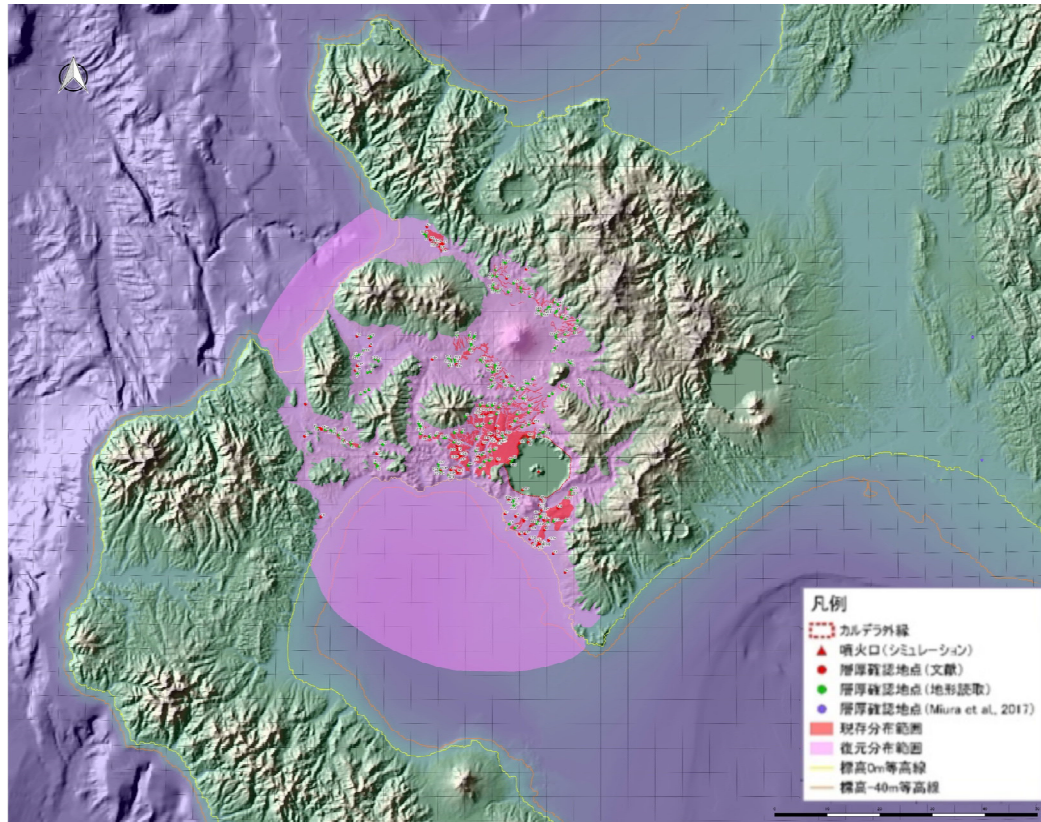 凡例
カルデラ外縁
噴火口(シミュレーション)
層厚確認地点(文献)
層厚確認地点(地形読取)
層厚確認地点(Miura et al., 2017)
現存分布範囲
復元分布範囲
標高0m等高線
標高-40m等高線